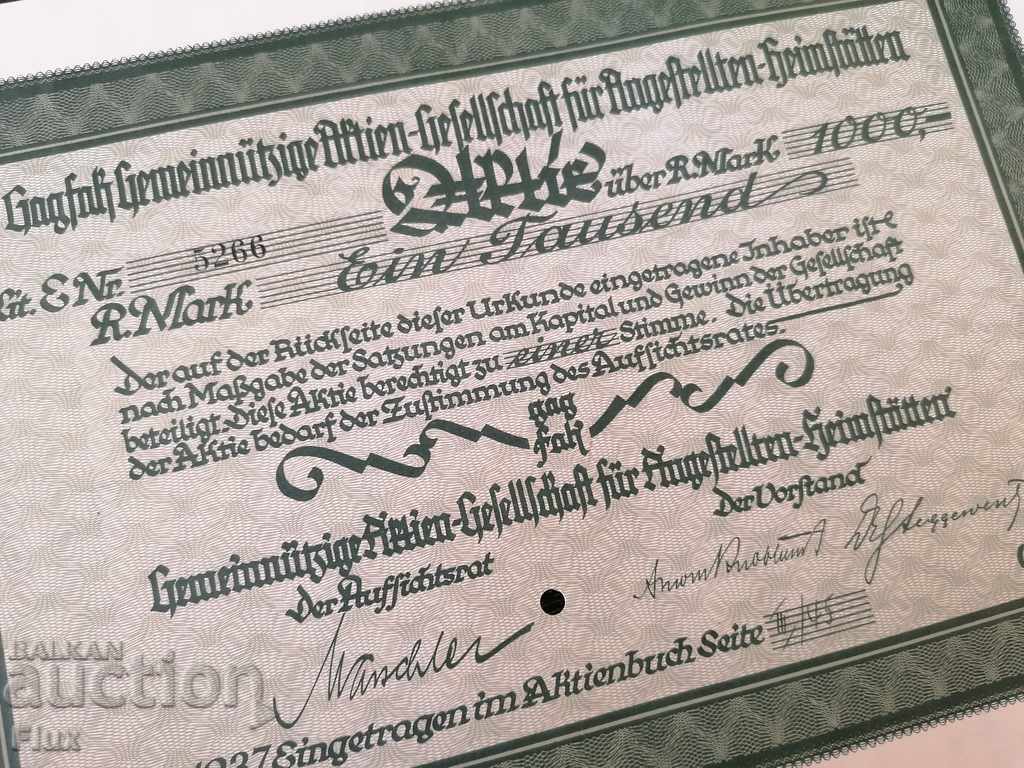 Gagfah Gemeinnützige Aktien-Gesellschaft für Angestellten-Heimstätten
Aktie über R.Mark 1000,-
Lit. E Nr. 5266
R.Mark Ein Tausend
Der auf der Rückseite dieser Urkunde eingetragene Inhaber ist
nach Maßgabe der Satzungen am Kapital und Gewinn der Gesellschaft
beteiligt. Diese Aktie berechtigt zu einer Stimme. Die Übertragung
der Aktie bedarf der Zustimmung des Aufsichtsrates.
gag
fah
Gemeinnützige Aktien-Gesellschaft für Angestellten-Heimstätten
Der Aufsichtsrat
Der Vorstand
1937 Eingetragen im Aktienbuch Seite III/45
BALKAN
auction
Flux